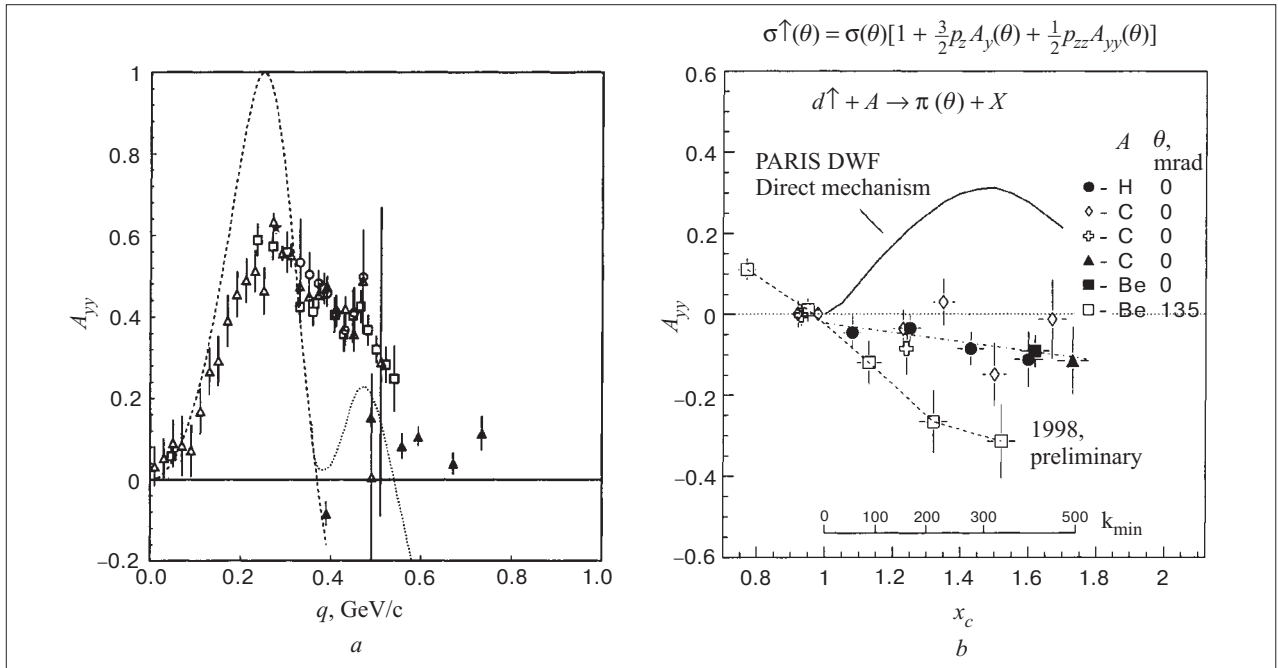 σ↑(θ) = σ(θ)[1 + 3/2 p_z A_y(θ) + 1/2 p_zz A_yy(θ)]
1
0.8
0.6
0.4
0.2
0
−0.2
A_yy
0.0 0.2 0.4 0.6 0.8 1.0
q, GeV/c
a
0.6
0.4
0.2
0
−0.2
−0.4
−0.6
A_yy
d↑ + A → π (θ) + X
PARIS DWF
Direct mechanism
A θ,
mrad
- H 0
- C 0
- C 0
- C 0
- Be 0
- Be 135
1998,
preliminary
0 100 200 300 500 k_min
0.8 1 1.2 1.4 1.6 1.8 2
x_c
b